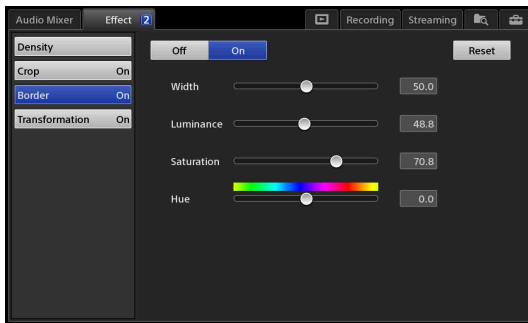 Audio Mixer Effect 2 Recording Streaming
Density Off On Reset
Crop On
Border On
Transformation On
Width 50.0
Luminance 48.8
Saturation 70.8
Hue 0.0